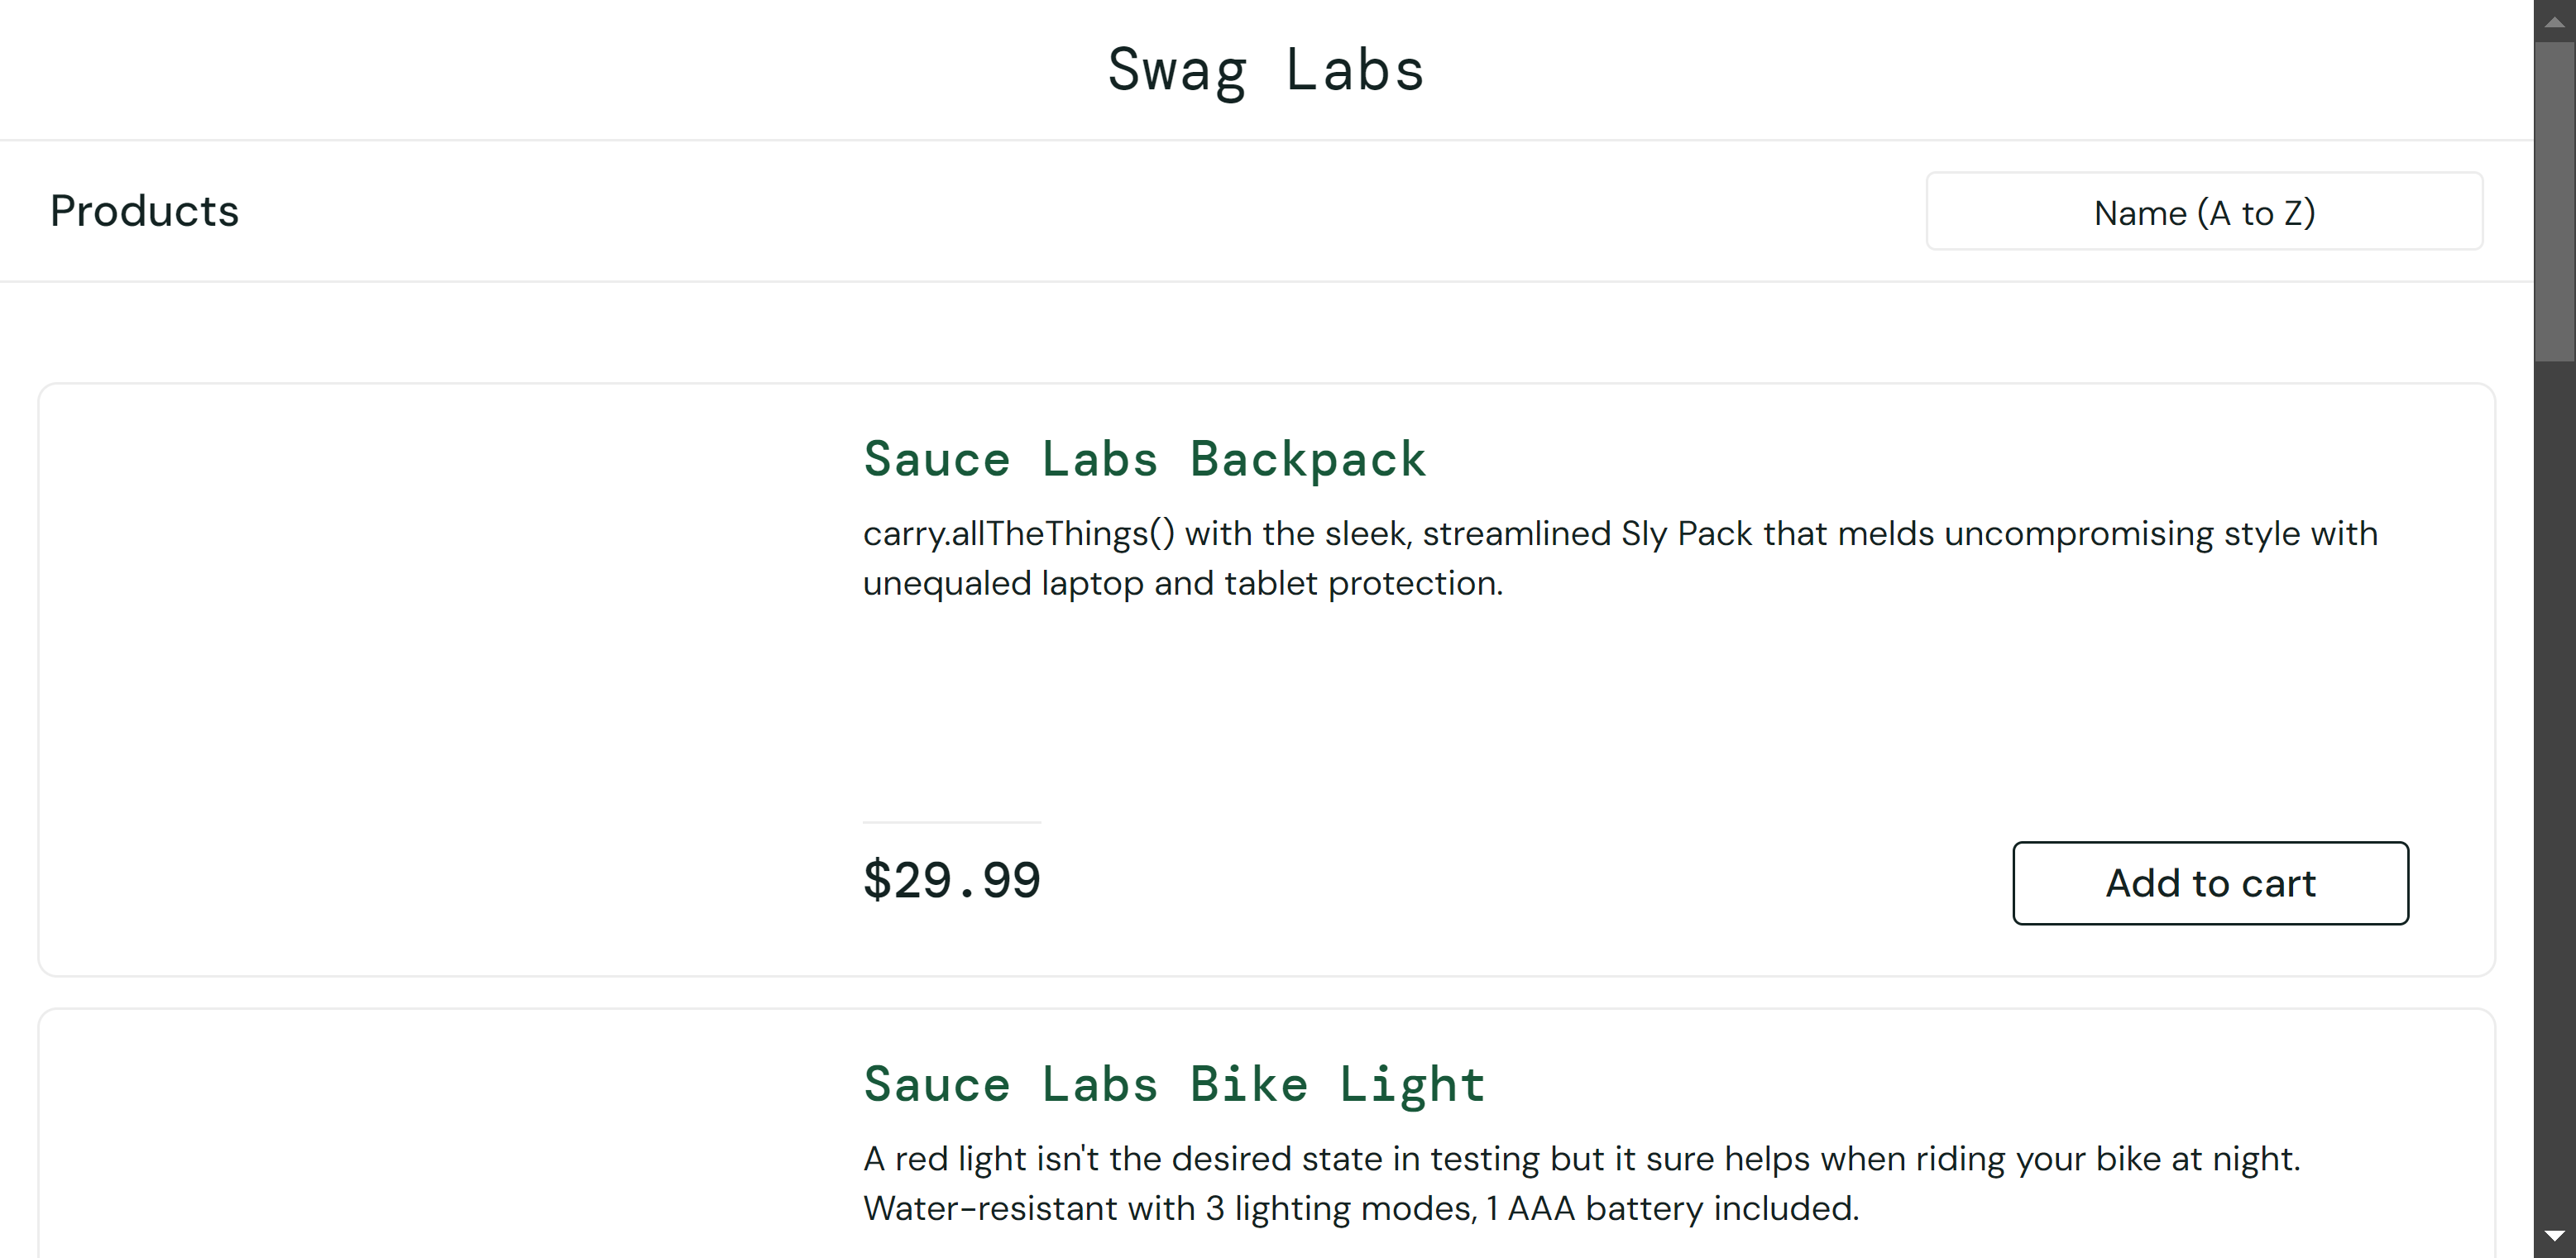 Swag Labs
Products
Name (A to Z)
Sauce Labs Backpack
carry.allTheThings() with the sleek, streamlined Sly Pack that melds uncompromising style with
unequaled laptop and tablet protection.
$29.99
Add to cart
Sauce Labs Bike Light
A red light isn't the desired state in testing but it sure helps when riding your bike at night.
Water-resistant with 3 lighting modes, 1 AAA battery included.